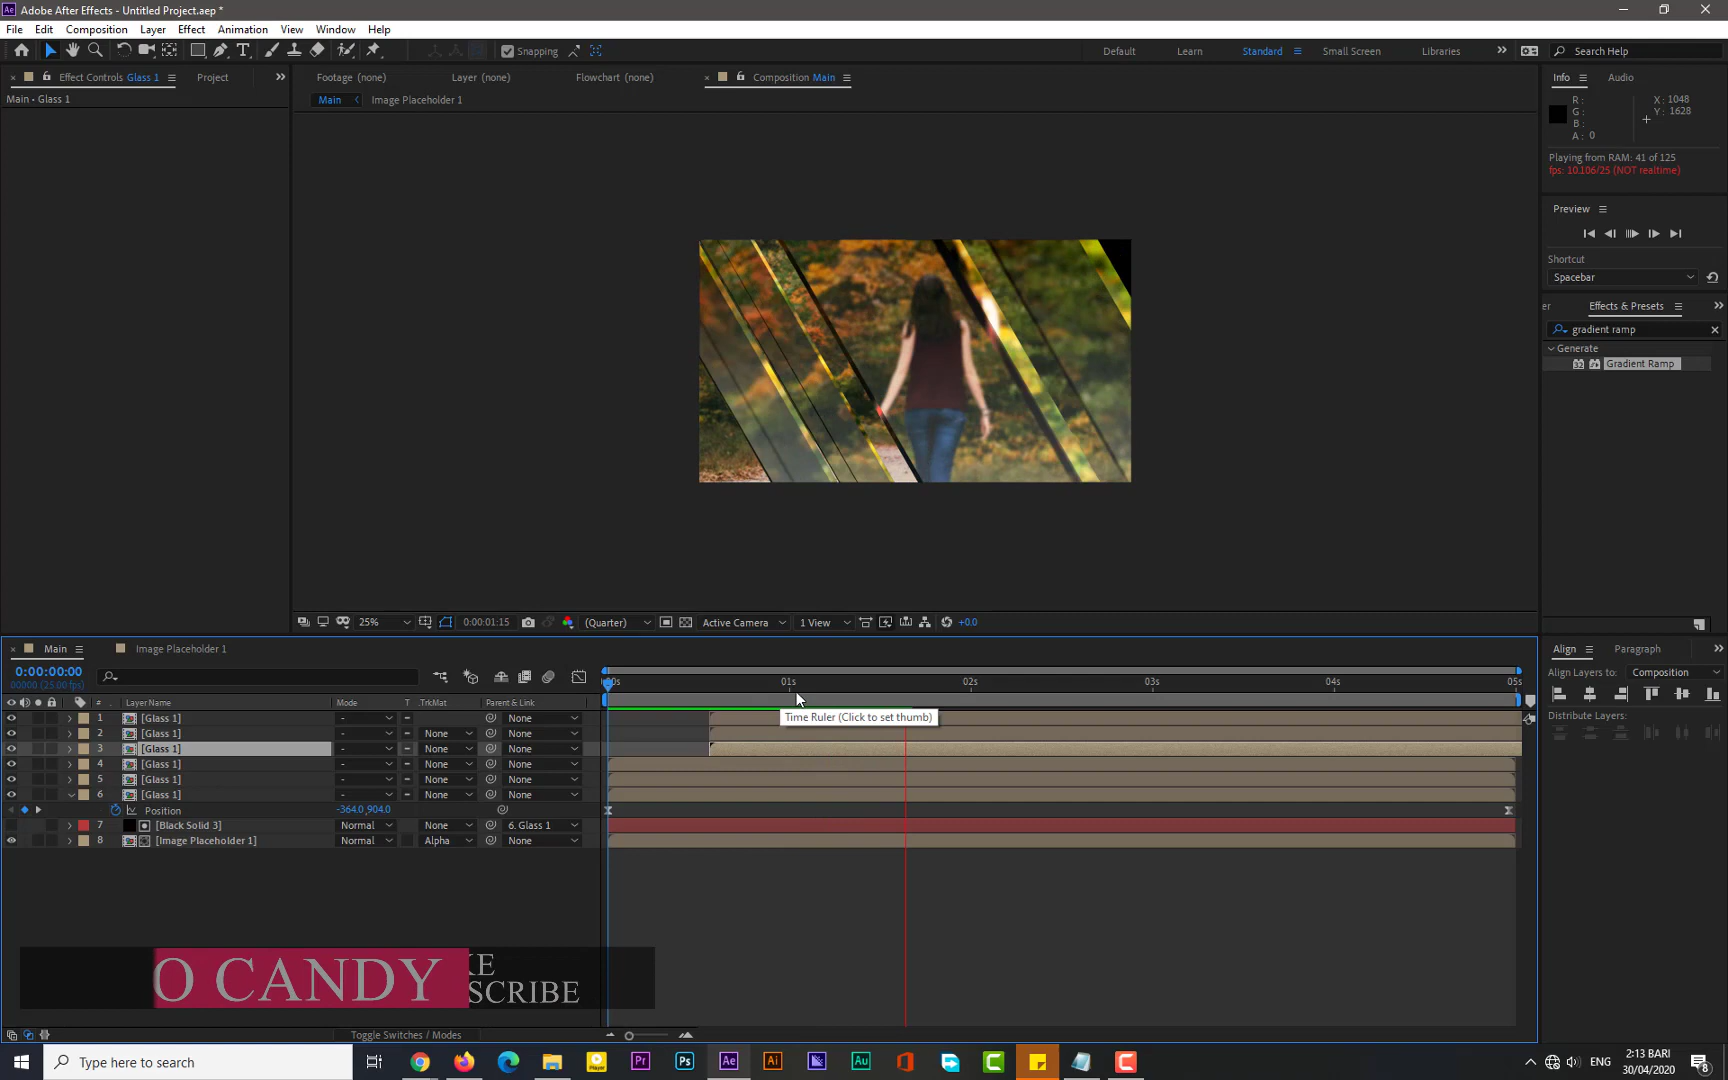 Adobe After Effects - Untitled Project.aep *
File Edit Composition Layer Effect Animation View Window Help
Snapping
Default Learn Standard Small Screen Libraries Search Help
Effect Controls Glass 1 Project
Footage (none) Layer (none) Flowchart (none) Composition Main
Info Audio
Main • Glass 1
Main Image Placeholder 1
R :
G :
B :
A : 0
X : 1048
Y : 1628
Playing from RAM: 41 of 125
fps: 10.106/25 (NOT realtime)
Preview
Shortcut
Spacebar
Effects & Presets
gradient ramp
Generate
32 Gradient Ramp
25% 0:00:01:15 (Quarter) Active Camera 1 View +0.0
Main Image Placeholder 1
Align Paragraph
0:00:00:00
00000 (25.00 fps)
Align Layers to: Composition
01s 02s 03s 04s 05s
# Layer Name Mode T .TrkMat Parent & Link
Time Ruler (Click to set thumb)
Distribute Layers:
1 [Glass 1] - None
2 [Glass 1] - None None
3 [Glass 1] - None None
4 [Glass 1] - None None
5 [Glass 1] - None None
6 [Glass 1] - None None
Position -364.0,904.0
7 [Black Solid 3] Normal None 6. Glass 1
8 [Image Placeholder 1] Normal Alpha None
O CANDY
KE
SCRIBE
Toggle Switches / Modes
Type here to search
Player Pr Ps Ae Ai Au C C
ENG
2:13 BARI
30/04/2020
8